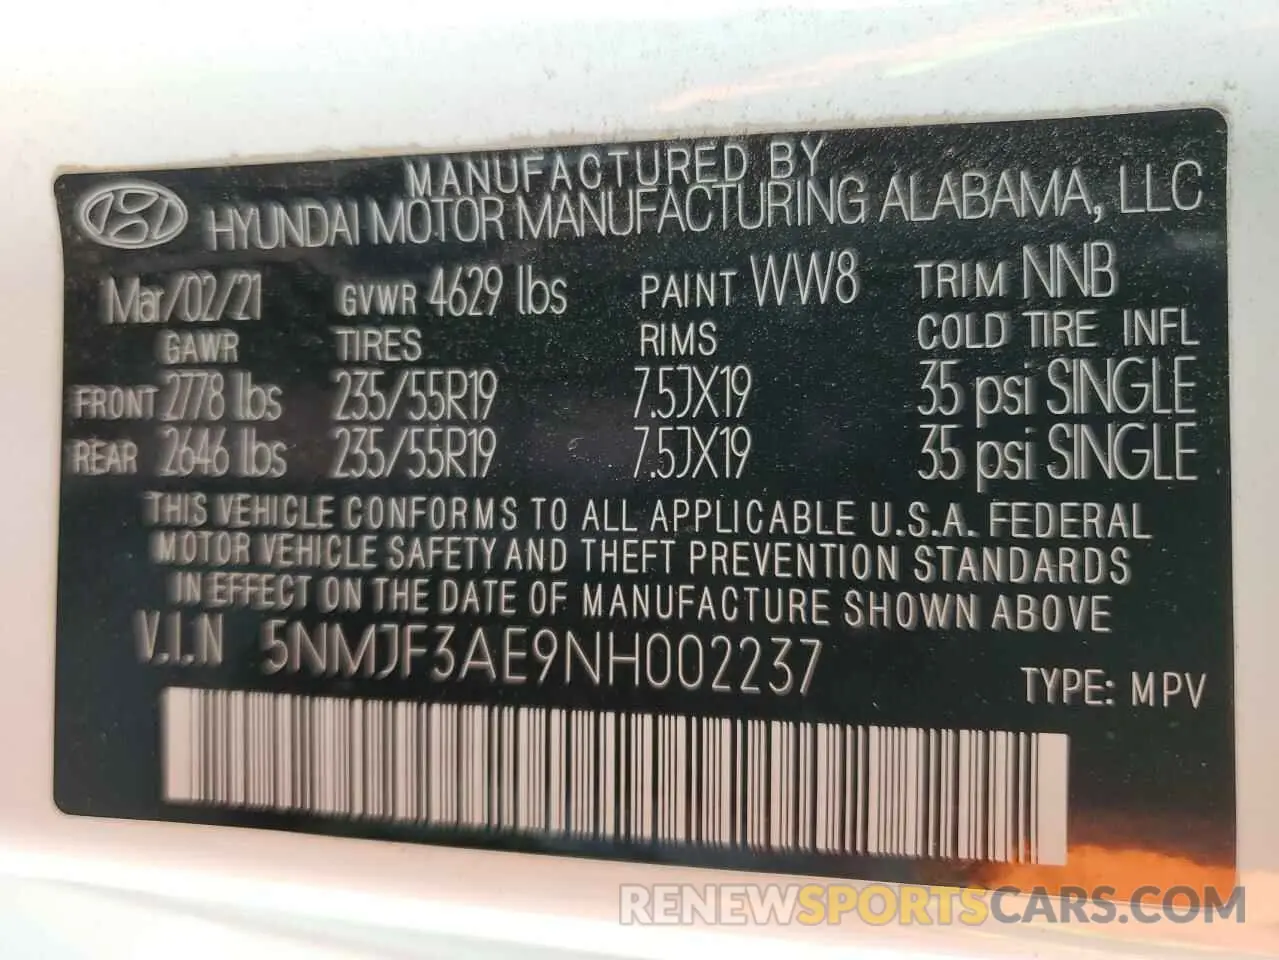 MANUFACTURED BY
HYUNDAI MOTOR MANUFACTURING ALABAMA, LLC
Mar/02/21 GVWR 4629 lbs PAINT WW8 TRIM NNB
GAWR TIRES RIMS COLD TIRE INFL
FRONT 2778 lbs 235/55R19 7.5JX19 35 psi SINGLE
REAR 2646 lbs 235/55R19 7.5JX19 35 psi SINGLE
THIS VEHICLE CONFORMS TO ALL APPLICABLE U.S.A. FEDERAL
MOTOR VEHICLE SAFETY AND THEFT PREVENTION STANDARDS
IN EFFECT ON THE DATE OF MANUFACTURE SHOWN ABOVE
V.I.N 5NMJF3AE9NH002237
TYPE: MPV
RENEWSPORTSCARS.COM